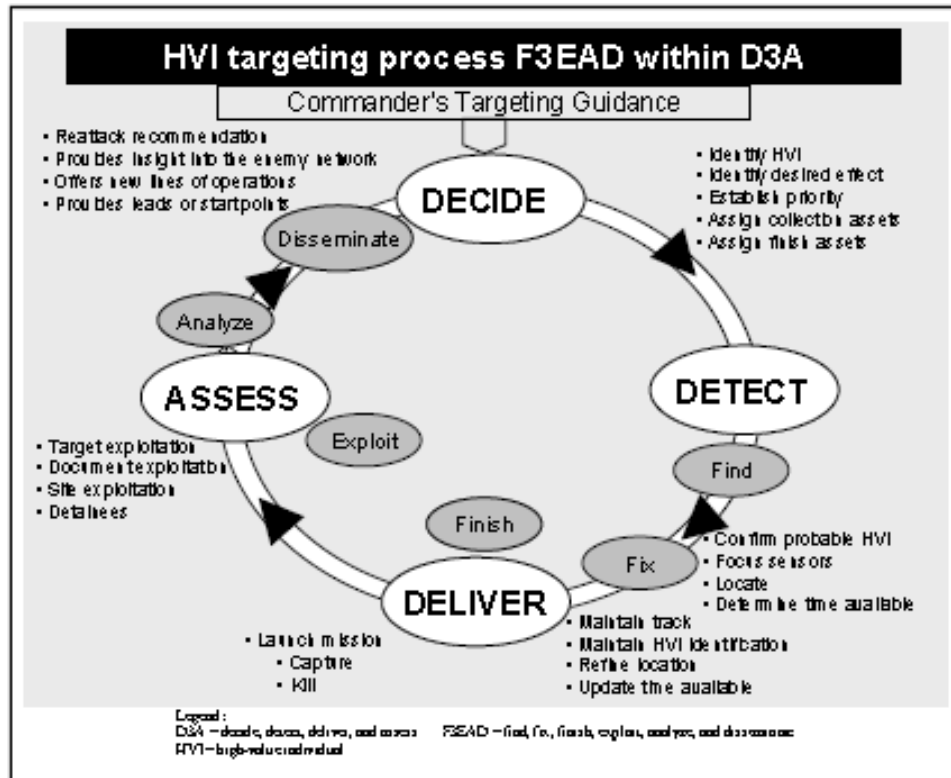 HVI targeting process F3EAD within D3A
Commander's Targeting Guidance
• Reattack recommendation
• Provides insight into the enemy network
• Offers new lines of operations
• Provides leads or start points
DECIDE
• Identify HVI
• Identify desired effect
• Establish priority
• Assign collection assets
• Assign finish assets
Disseminate
Analyze
ASSESS
DETECT
Exploit
• Target exploitation
• Document exploitation
• Site exploitation
• Detainees
Find
Finish
Fix
• Confirm probable HVI
• Focus sensors
• Locate
• Determine time available
DELIVER
• Launch mission
• Capture
• Kill
• Maintain track
• Maintain HVI identification
• Refine location
• Update time available
Legend:
D3A – decide, detect, deliver, and assess F3EAD – find, fix, finish, exploit, analyze, and disseminate
HVI – high-value individual